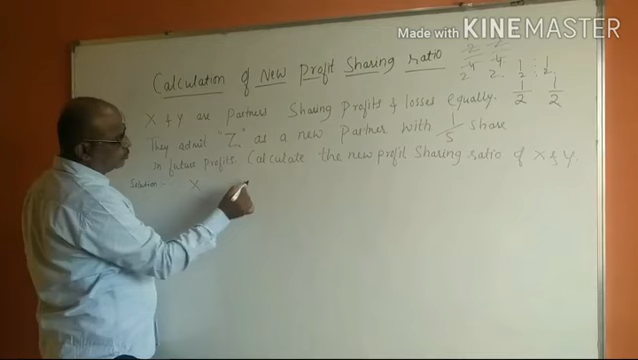 Made with KINEMASTER
Calculation of New Profit Sharing ratio
X & Y are partners Sharing Profits & losses equally.
They admit "Z" as a new Partner with 1/5 share
in future profits. Calculate the new profit Sharing ratio of X & Y.
1/2 : 1/2
1/2 1/2
Solution :- X